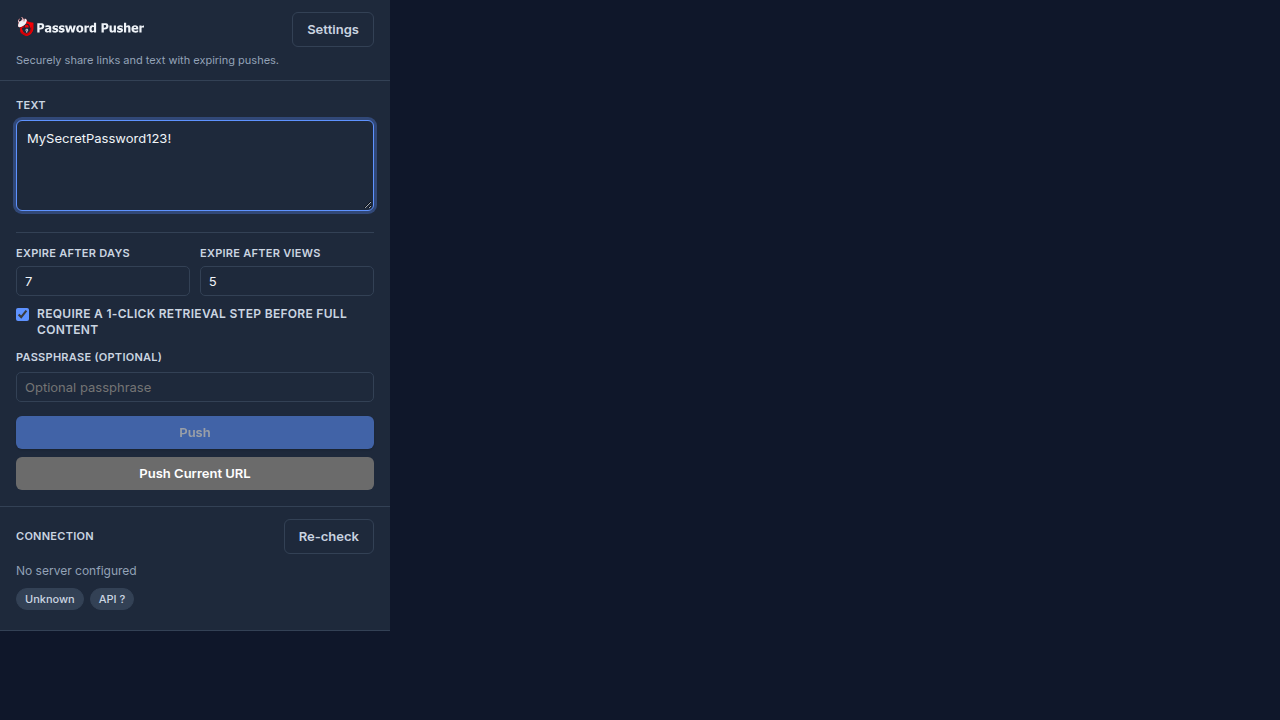 Password Pusher
Settings
Securely share links and text with expiring pushes.
TEXT
MySecretPassword123!
EXPIRE AFTER DAYS
EXPIRE AFTER VIEWS
7
5
REQUIRE A 1-CLICK RETRIEVAL STEP BEFORE FULL
CONTENT
PASSPHRASE (OPTIONAL)
Optional passphrase
Push
Push Current URL
CONNECTION
Re-check
No server configured
Unknown
API ?